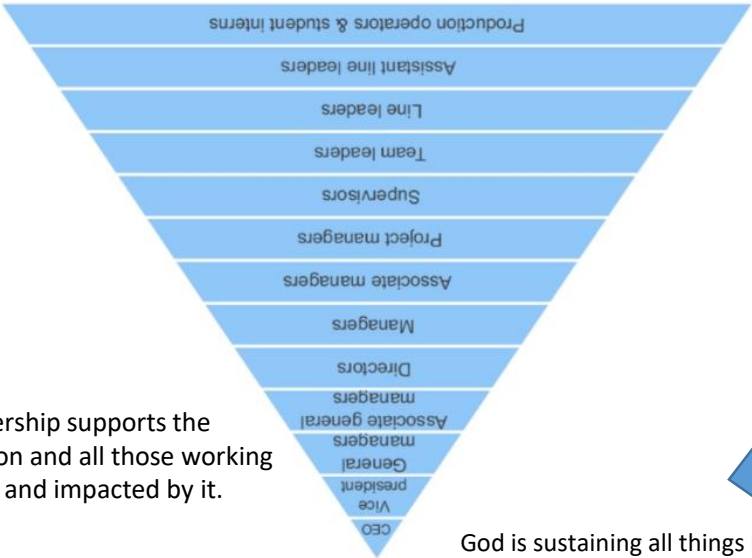 Production operators & student interns
Assistant line leaders
Line leaders
Team leaders
Supervisors
Project managers
Associate managers
Managers
Directors
Associate general
managers
General
managers
Vice
president
CEO
ership supports the
on and all those working
and impacted by it.
God is sustaining all things